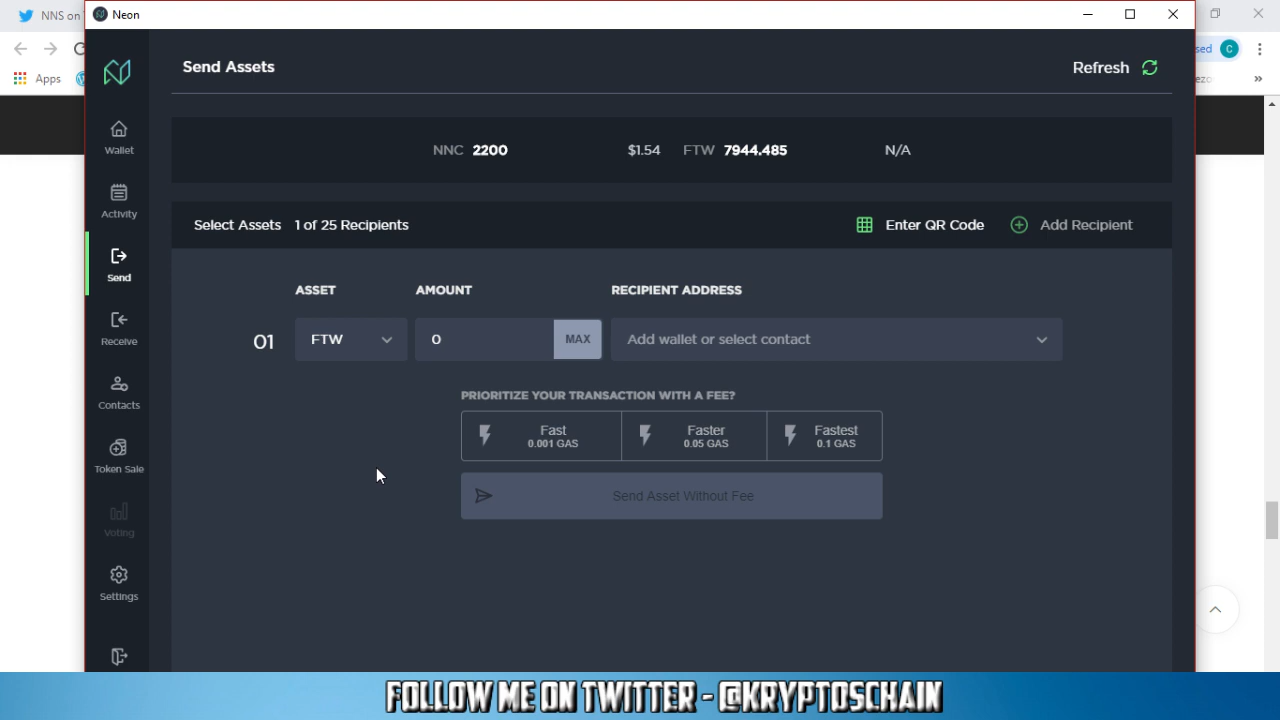 NNS on
Neon
sed
C
Apps
ezo
»
Send Assets
Refresh
NNC 2200 $1.54 FTW 7944.485 N/A
Select Assets 1 of 25 Recipients
Enter QR Code
Add Recipient
ASSET AMOUNT RECIPIENT ADDRESS
01 FTW 0 MAX Add wallet or select contact
PRIORITIZE YOUR TRANSACTION WITH A FEE?
Fast
0.001 GAS
Faster
0.05 GAS
Fastest
0.1 GAS
Send Asset Without Fee
Wallet
Activity
Send
Receive
Contacts
Token Sale
Voting
Settings
FOLLOW ME ON TWITTER - @KRYPTOSCHAIN